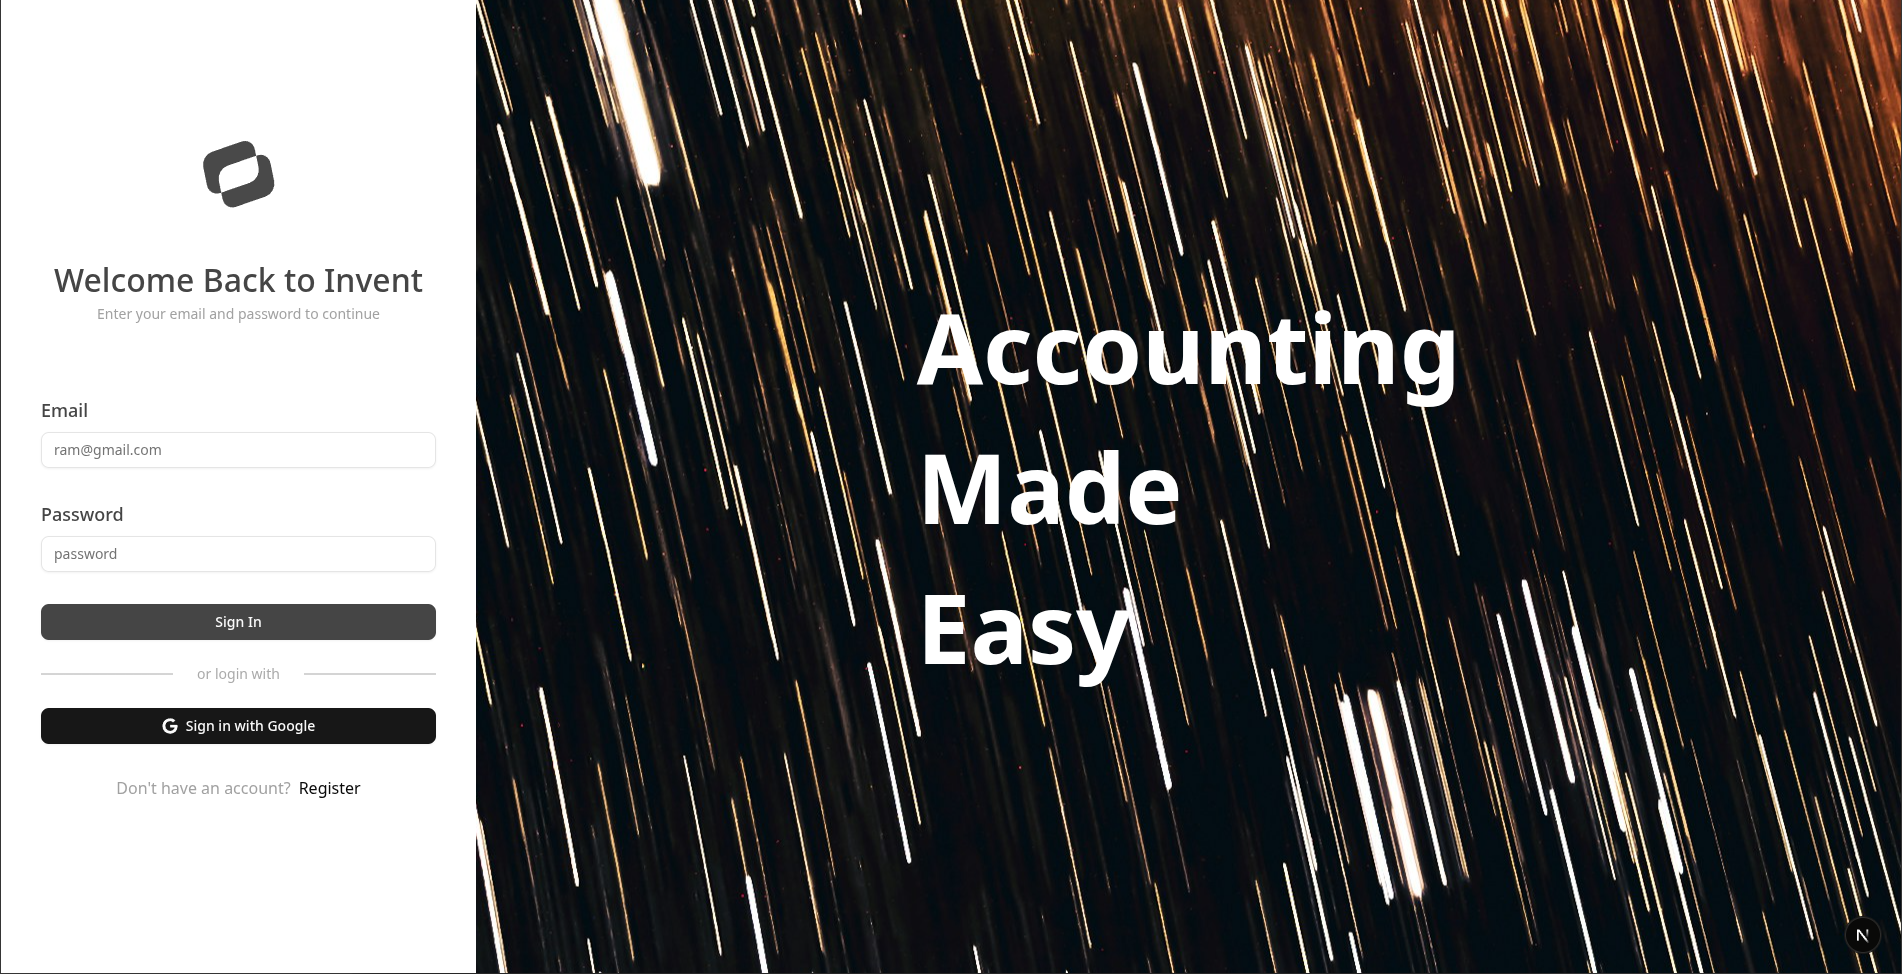 Welcome Back to Invent
Enter your email and password to continue
Email
ram@gmail.com
Password
password
Sign In
or login with
G Sign in with Google
Don't have an account? Register
Accounting
Made
Easy
N